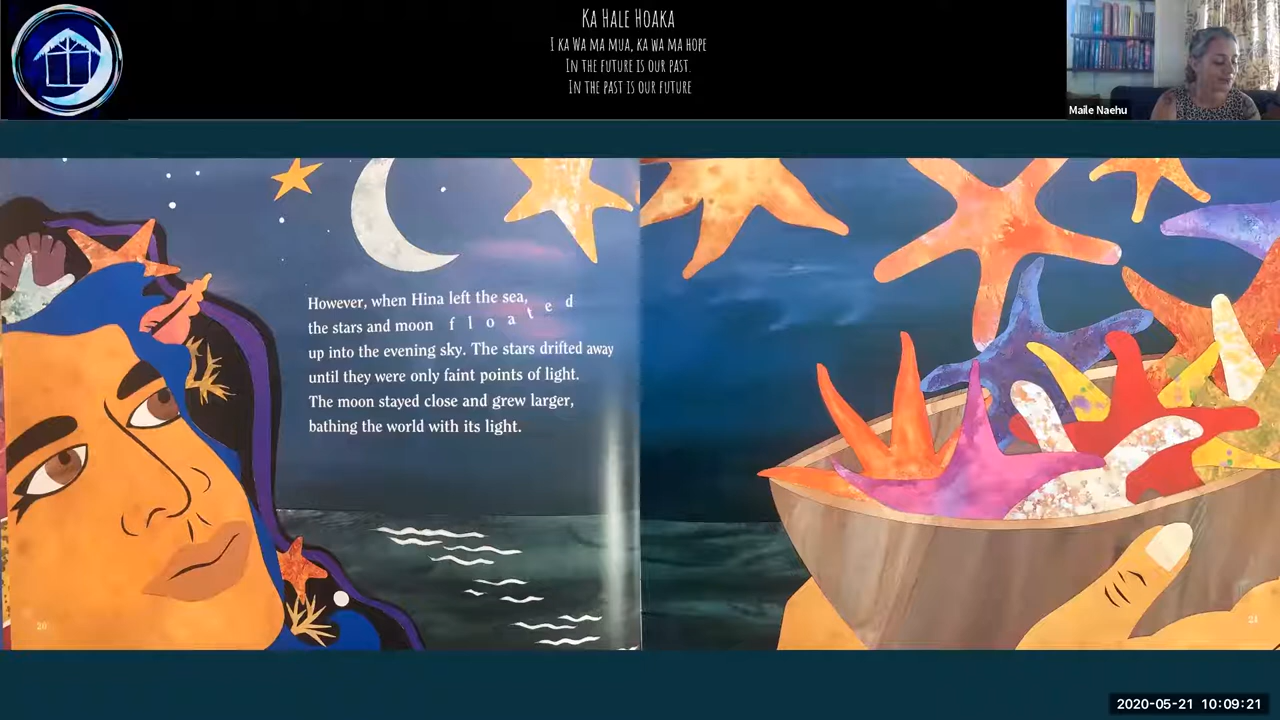 KA HALE HOAKA
I KA WA MA MUA, KA WA MA HOPE
IN THE FUTURE IS OUR PAST.
IN THE PAST IS OUR FUTURE
Maile Naehu
However, when Hina left the sea,
the stars and moon floated
up into the evening sky. The stars drifted away
until they were only faint points of light.
The moon stayed close and grew larger,
bathing the world with its light.
20
21
2020-05-21 10:09:21